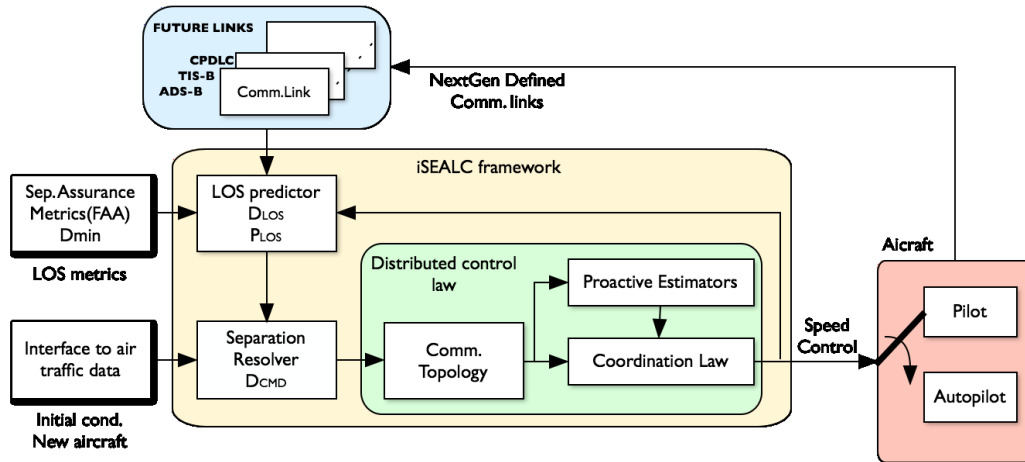 FUTURE LINKS
CPDLC
TIS-B
ADS-B
Comm.Link
NextGen Defined
Comm. links
iSEALC framework
Sep.Assurance
Metrics(FAA)
Dmin
LOS metrics
LOS predictor
DLOS
PLOS
Aicraft
Distributed control
law
Proactive Estimators
Pilot
Interface to air
traffic data
Initial cond.
New aircraft
Separation
Resolver
DCMD
Comm.
Topology
Coordination Law
Speed
Control
Autopilot